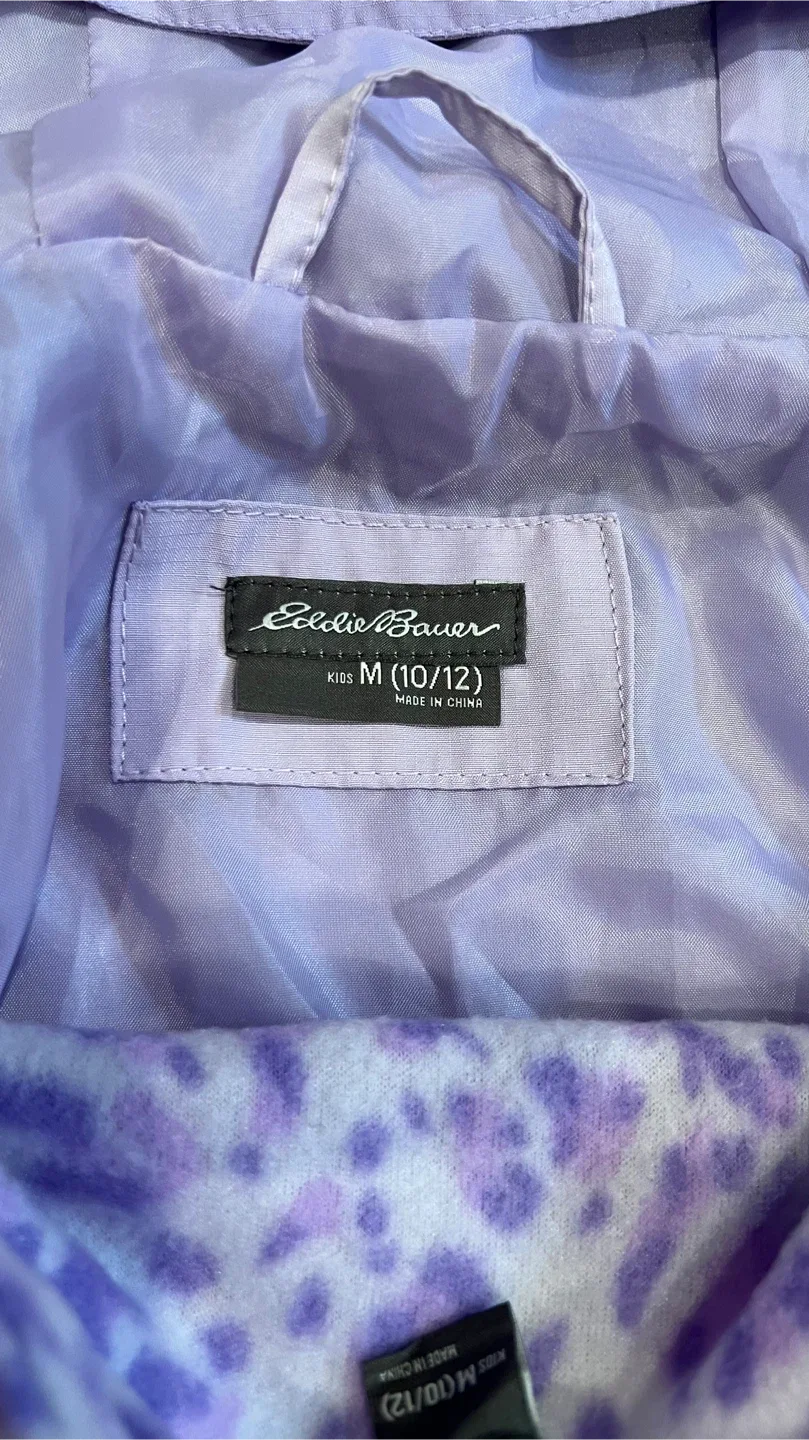 Eddie Bauer
KIDS M (10/12)
MADE IN CHINA
KIDS M (10/12)
MADE IN CHINA